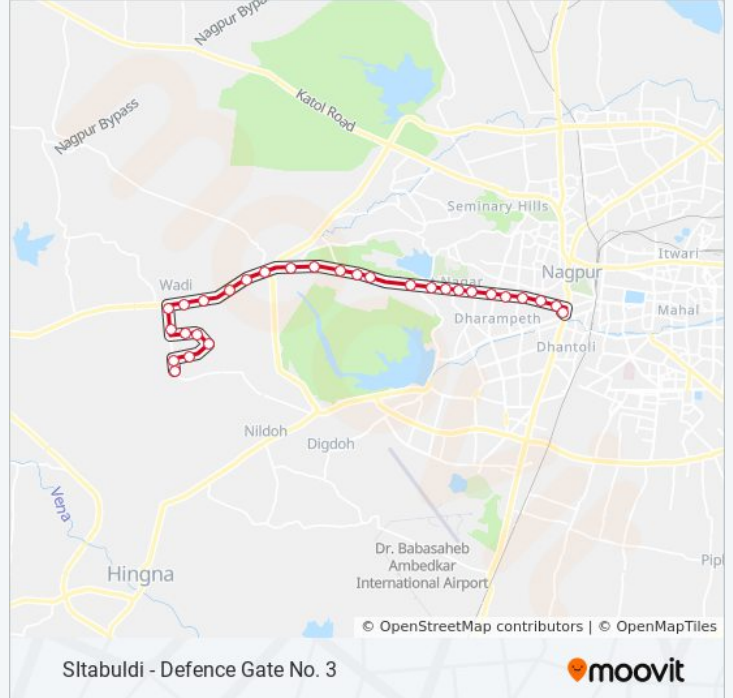 Nagpur Bypa
Katol Road
Nagpur Bypass
Seminary Hills
Itwari
Nagar
Nagpur
Wadi
Mahal
Dharampeth
Dhantoli
Nildoh
Digdoh
Vena
Dr. Babasaheb
Ambedkar
International Airport
Hingna
Pipl
© OpenStreetMap contributors | © OpenMapTiles
SItabuldi - Defence Gate No. 3
moovit